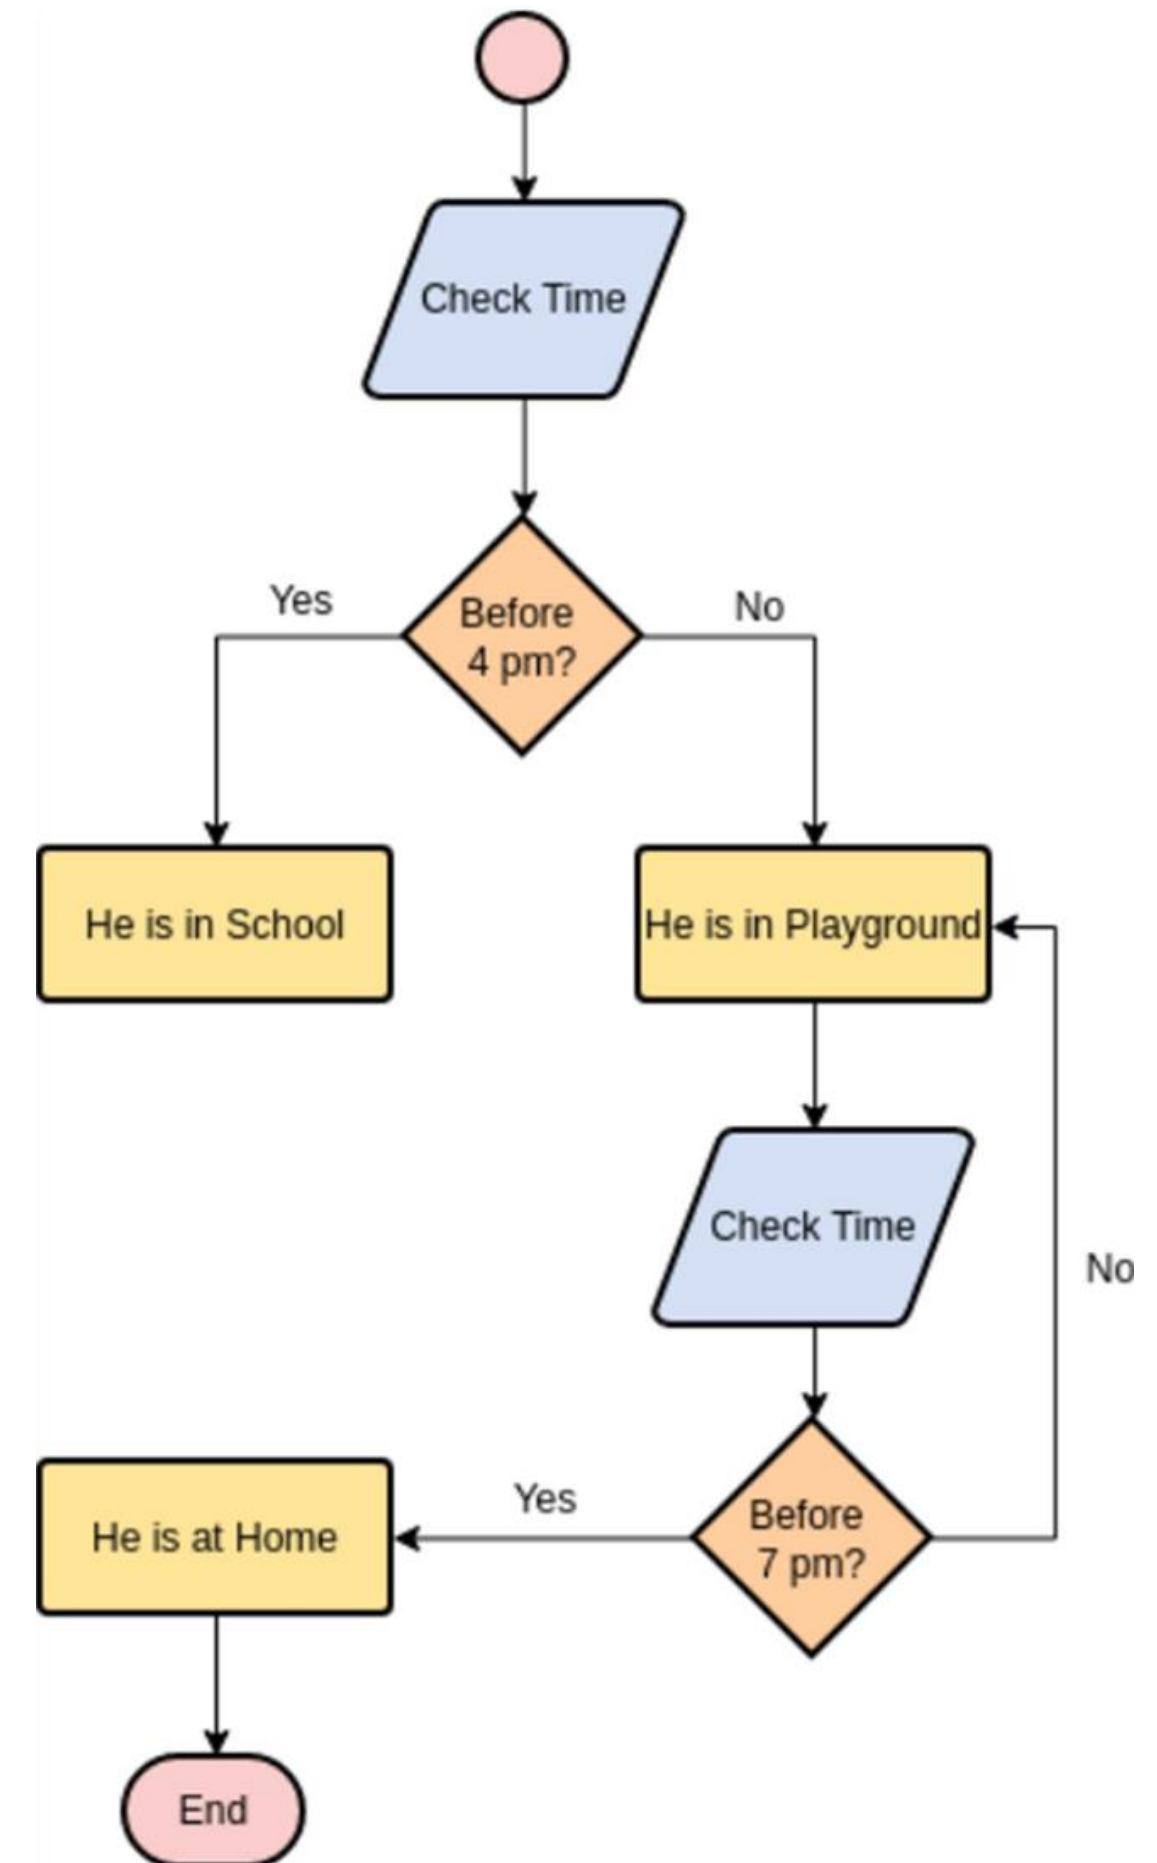 Check Time
Yes
Before
4 pm?
No
He is in School
He is in Playground
Check Time
No
He is at Home
Yes
Before
7 pm?
End